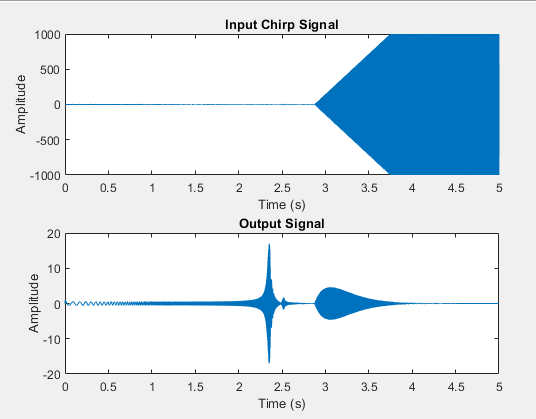 Input Chirp Signal
1000
500
0
-500
-1000
Amplitude
0 0.5 1 1.5 2 2.5 3 3.5 4 4.5 5
Time (s)
Output Signal
20
10
0
-10
-20
Amplitude
0 0.5 1 1.5 2 2.5 3 3.5 4 4.5 5
Time (s)